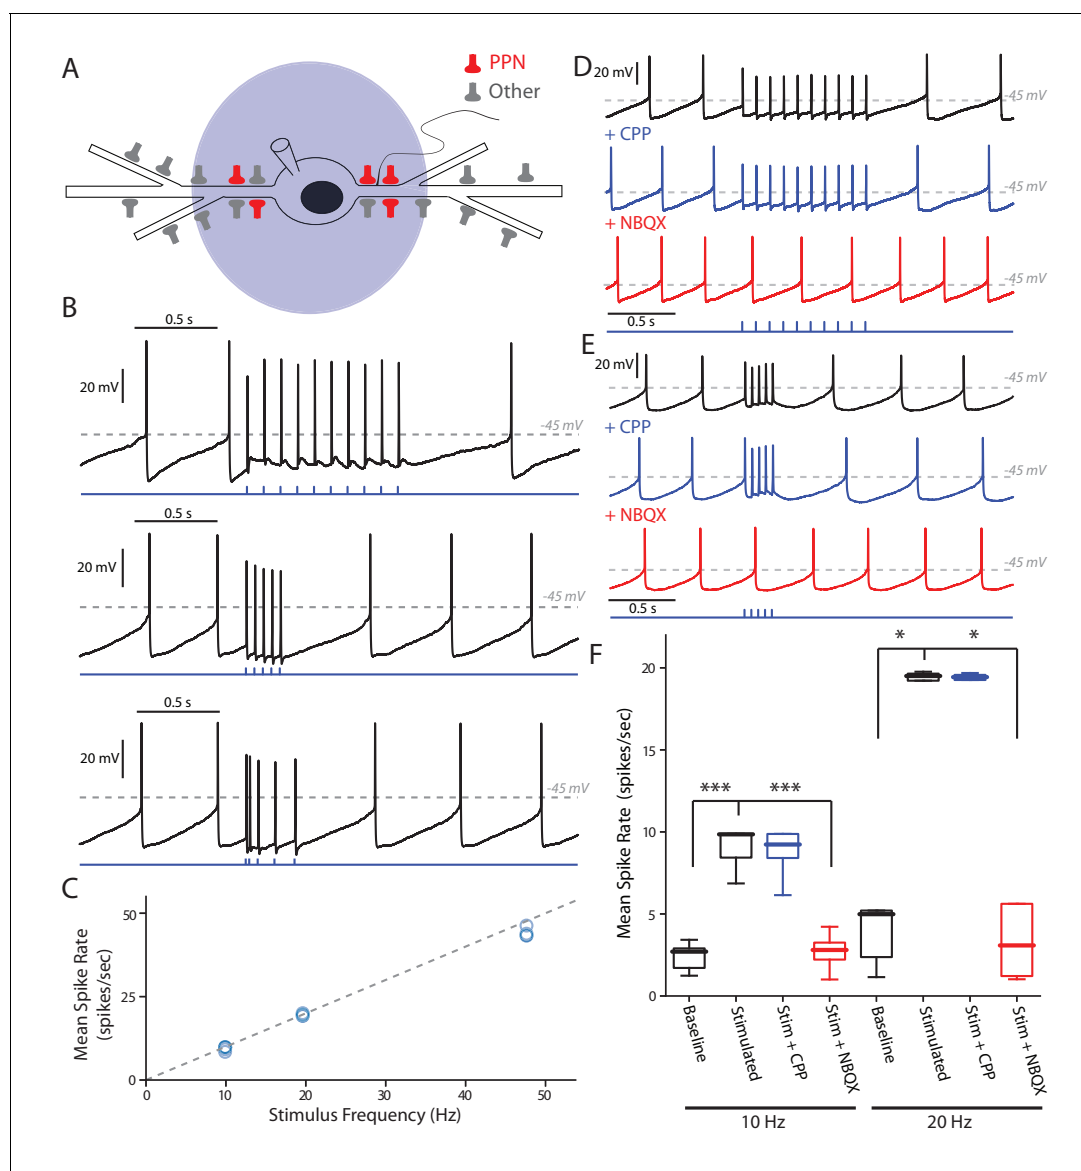 A
PPN
Other
B
0.5 s
20 mV
-45 mV
0.5 s
20 mV
-45 mV
0.5 s
20 mV
-45 mV
C
Mean Spike Rate
(spikes/sec)
50
25
0
0
10
20
30
40
50
Stimulus Frequency (Hz)
D
20 mV
-45 mV
+ CPP
-45 mV
+ NBQX
-45 mV
0.5 s
E
20 mV
-45 mV
+ CPP
-45 mV
+ NBQX
-45 mV
0.5 s
F
Mean Spike Rate (spikes/sec)
20
15
10
5
0
***
***
*
*
Baseline
Stimulated
Stim + CPP
Stim + NBQX
Baseline
Stimulated
Stim + CPP
Stim + NBQX
10 Hz
20 Hz